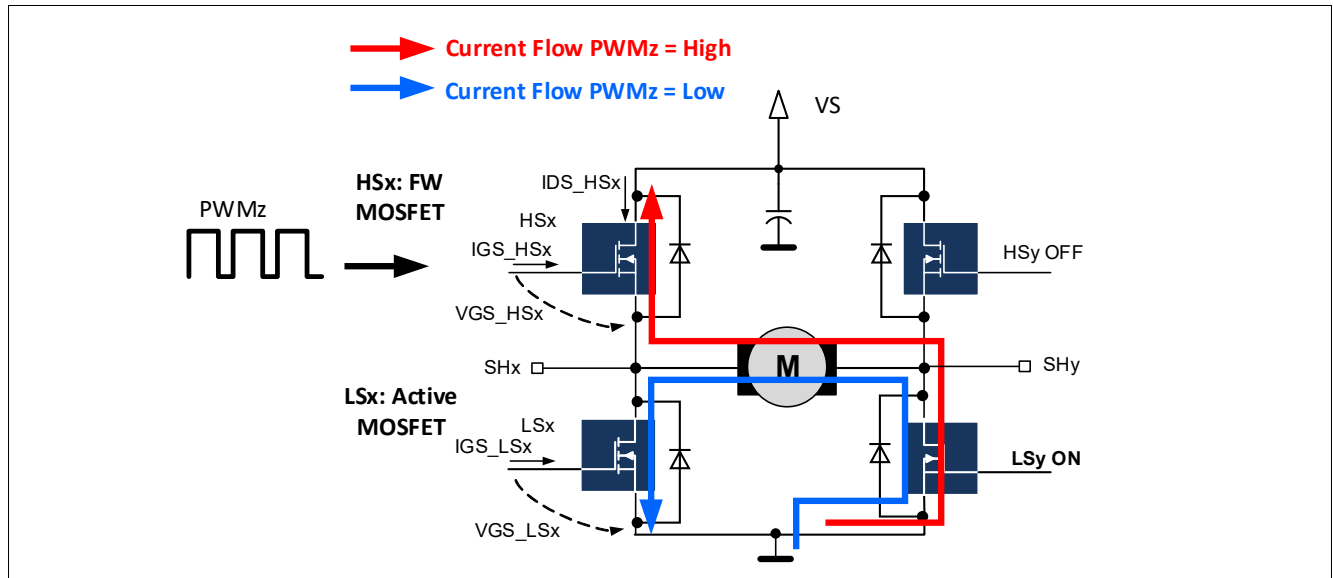 Current Flow PWMz = High
Current Flow PWMz = Low
VS
HSx: FW
MOSFET
IDS_HSx
PWMz
HSx
IGS_HSx
HSy OFF
VGS_HSx
SHx
M
SHy
LSx: Active
MOSFET
LSx
IGS_LSx
LSy ON
VGS_LSx